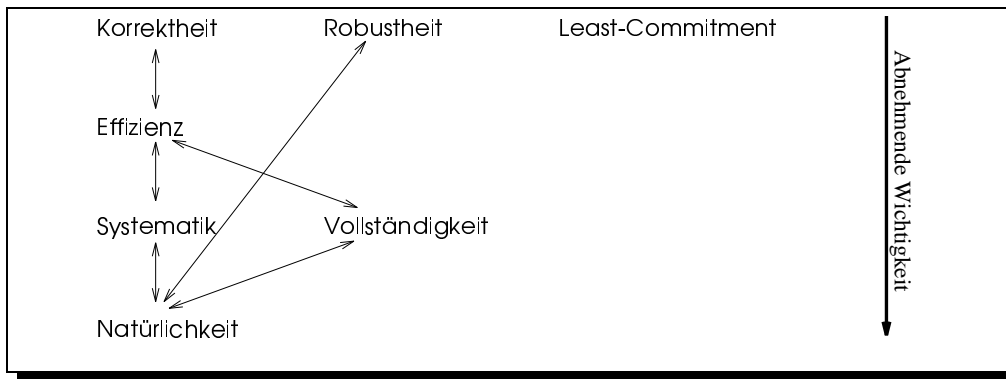 Korrektheit Robustheit Least-Commitment
Effizienz
Systematik Vollständigkeit
Natürlichkeit
Abnehmende Wichtigkeit